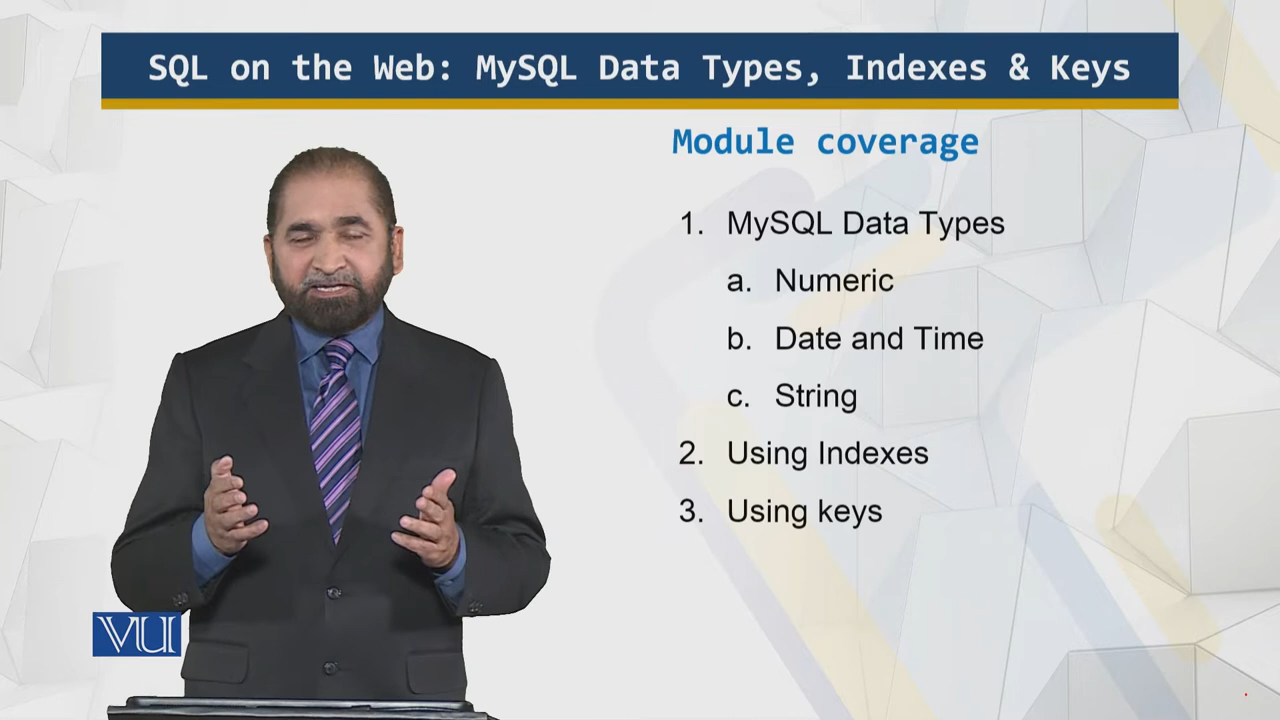 SQL on the Web: MySQL Data Types, Indexes & Keys
Module coverage
1. MySQL Data Types
a. Numeric
b. Date and Time
c. String
2. Using Indexes
3. Using keys
VU